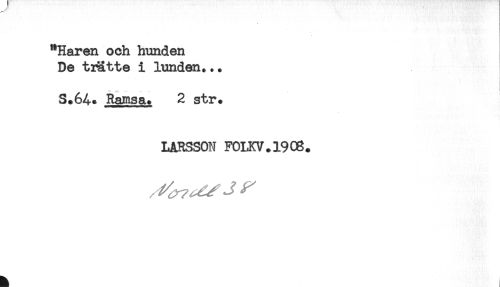 "Haren och hunden
De trätte i lunden...
S.64. Ramsa. 2 str.
LARSSON FOLKV.1908.
Nordl 38